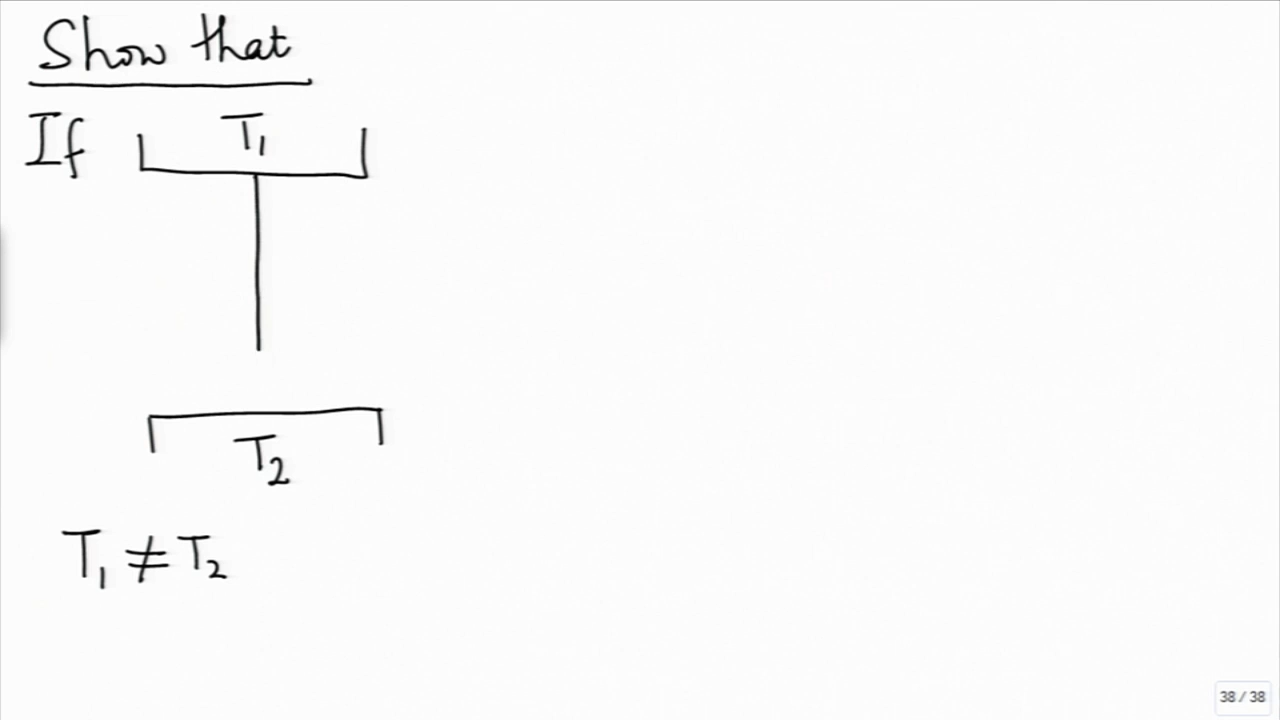 Show that
If T₁
T₂
T₁ ≠ T₂
38 / 38